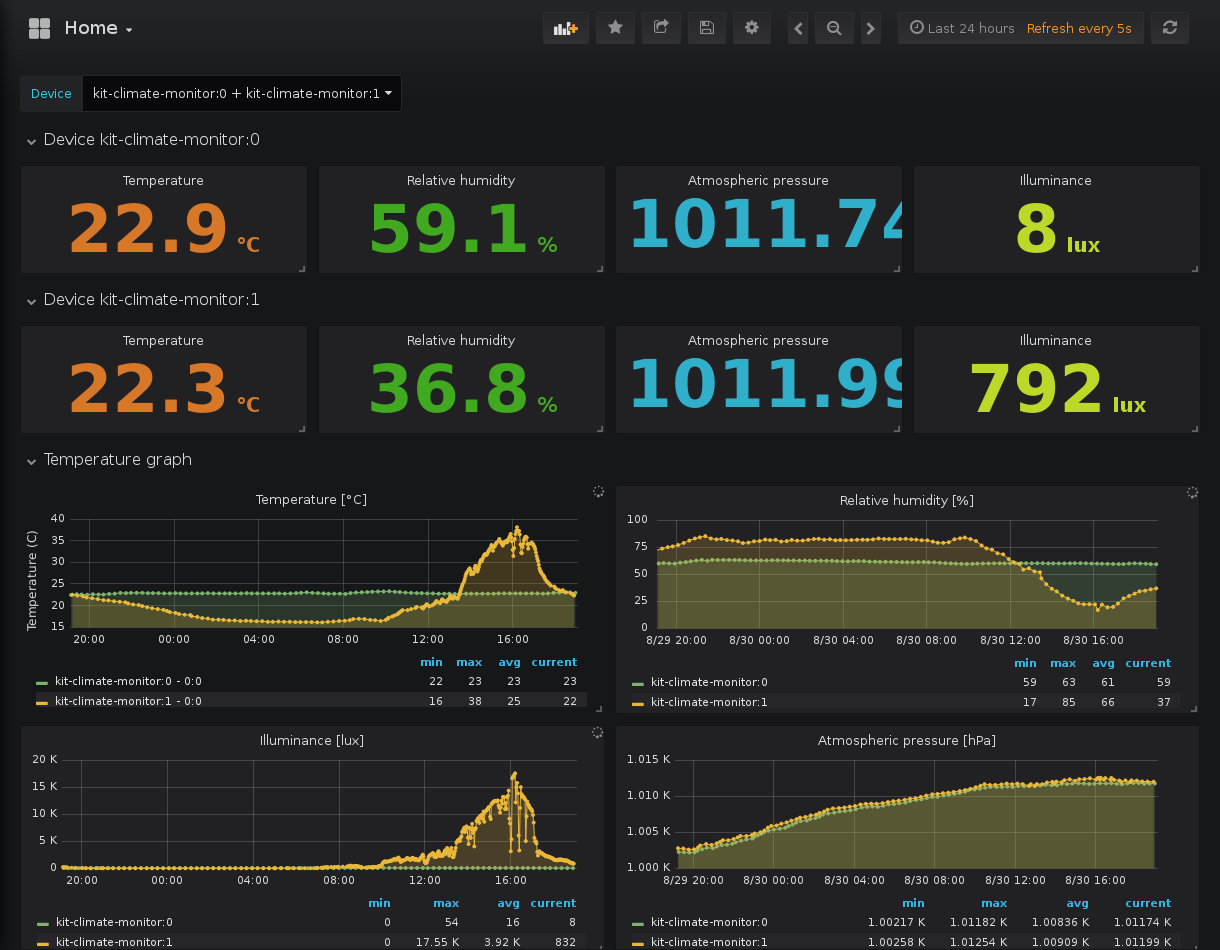 Home
Last 24 hours Refresh every 5s
Device kit-climate-monitor:0 + kit-climate-monitor:1
Device kit-climate-monitor:0
Temperature Relative humidity Atmospheric pressure Illuminance
22.9 °C 59.1 % 1011.74 8 lux
Device kit-climate-monitor:1
Temperature Relative humidity Atmospheric pressure Illuminance
22.3 °C 36.8 % 1011.99 792 lux
Temperature graph
Temperature [°C]
Temperature (C)
40
35
30
25
20
15
20:00 00:00 04:00 08:00 12:00 16:00
min max avg current
kit-climate-monitor:0 - 0:0 22 23 23 23
kit-climate-monitor:1 - 0:0 16 38 25 22
Relative humidity [%]
100
75
50
25
0
8/29 20:00 8/30 00:00 8/30 04:00 8/30 08:00 8/30 12:00 8/30 16:00
min max avg current
kit-climate-monitor:0 59 63 61 59
kit-climate-monitor:1 17 85 66 37
Illuminance [lux]
20 K
15 K
10 K
5 K
0
20:00 00:00 04:00 08:00 12:00 16:00
min max avg current
kit-climate-monitor:0 0 54 16 8
kit-climate-monitor:1 0 17.55 K 3.92 K 832
Atmospheric pressure [hPa]
1.015 K
1.010 K
1.005 K
1.000 K
8/29 20:00 8/30 00:00 8/30 04:00 8/30 08:00 8/30 12:00 8/30 16:00
min max avg current
kit-climate-monitor:0 1.00217 K 1.01182 K 1.00836 K 1.01174 K
kit-climate-monitor:1 1.00258 K 1.01254 K 1.00909 K 1.01199 K